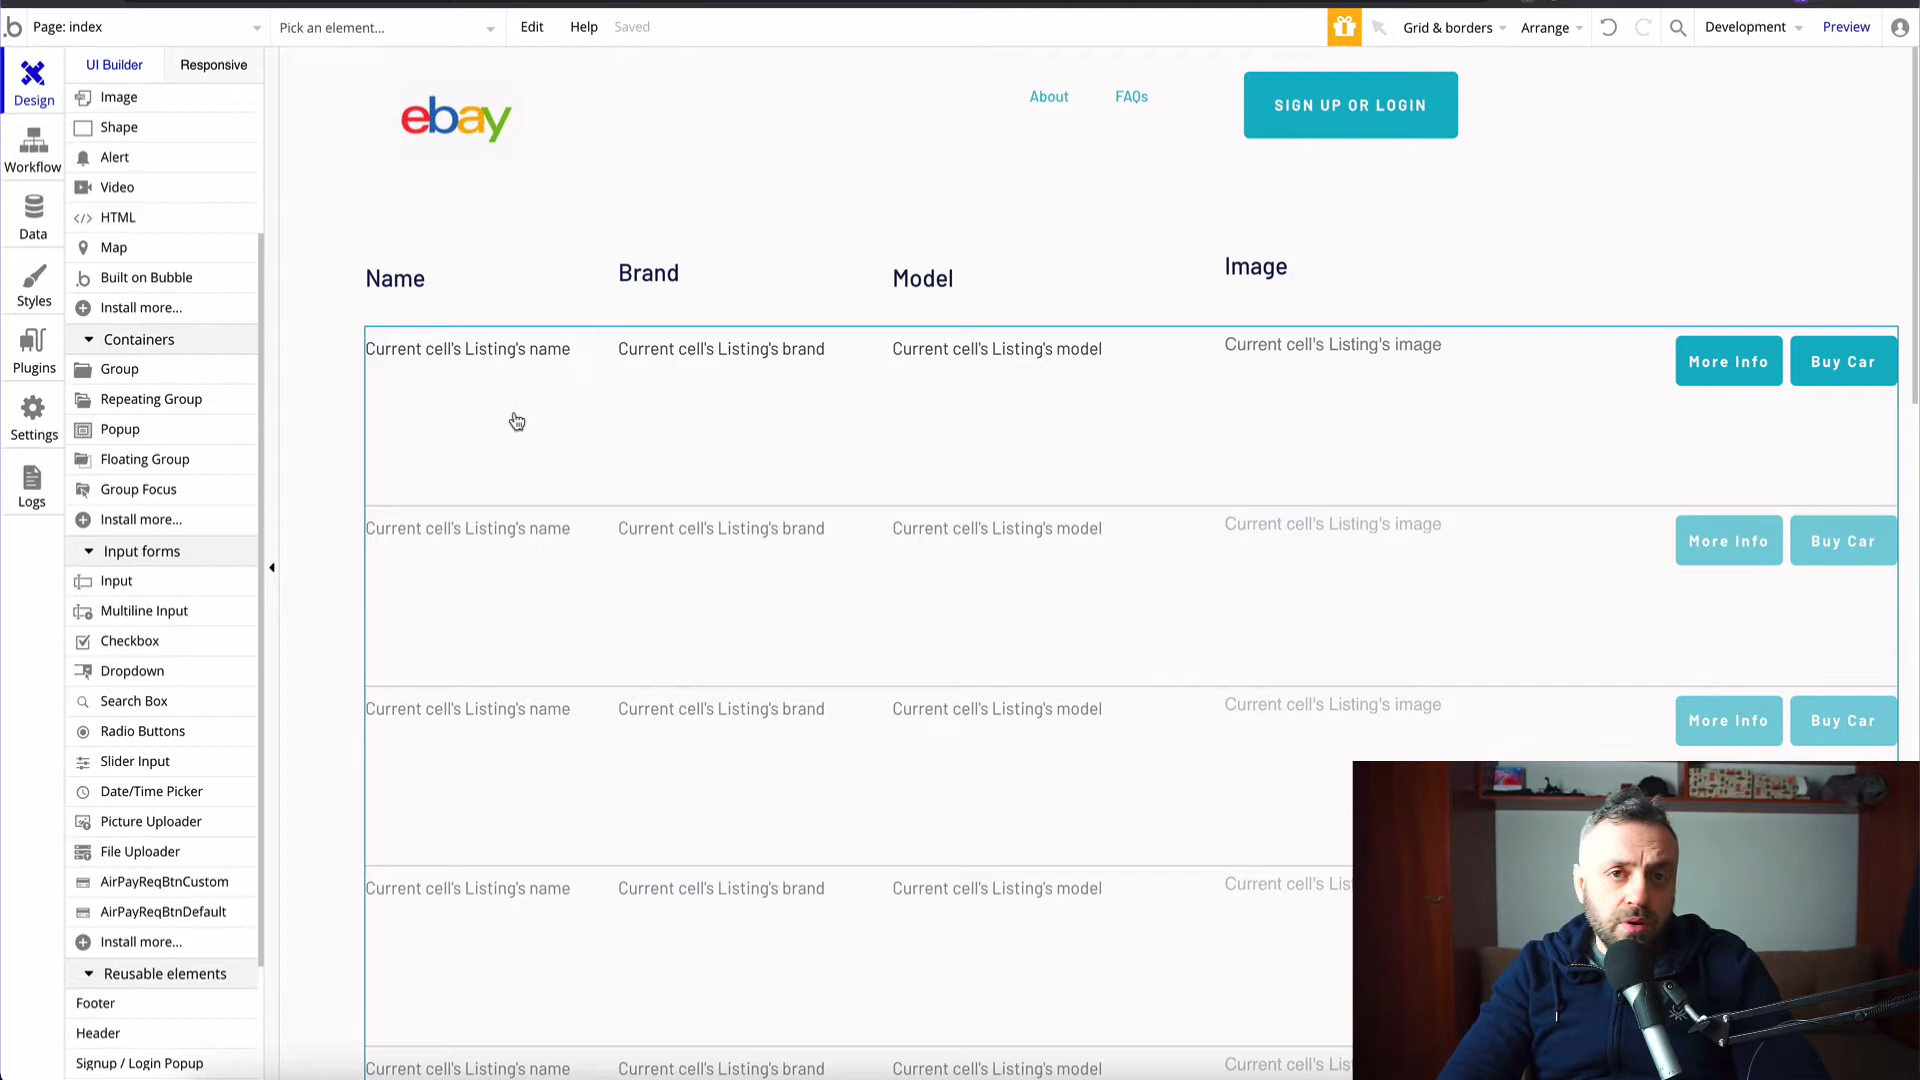 b Page: index Pick an element... Edit Help Saved Grid & borders Arrange Development Preview
UI Builder Responsive
Design
Workflow
Data
Styles
Plugins
Settings
Logs
Image
Shape
Alert
Video
</> HTML
Map
b Built on Bubble
Install more...
Containers
Group
Repeating Group
Popup
Floating Group
Group Focus
Install more...
Input forms
Input
Multiline Input
Checkbox
Dropdown
Search Box
Radio Buttons
Slider Input
Date/Time Picker
Picture Uploader
File Uploader
AirPayReqBtnCustom
AirPayReqBtnDefault
Install more...
Reusable elements
Footer
Header
Signup / Login Popup
ebay About FAQs SIGN UP OR LOGIN
Name Brand Model Image
Current cell's Listing's name Current cell's Listing's brand Current cell's Listing's model Current cell's Listing's image More Info Buy Car
Current cell's Listing's name Current cell's Listing's brand Current cell's Listing's model Current cell's Listing's image More Info Buy Car
Current cell's Listing's name Current cell's Listing's brand Current cell's Listing's model Current cell's Listing's image More Info Buy Car
Current cell's Listing's name Current cell's Listing's brand Current cell's Listing's model Current cell's Lis
Current cell's Listing's name Current cell's Listing's brand Current cell's Listing's model Current cell's Lis